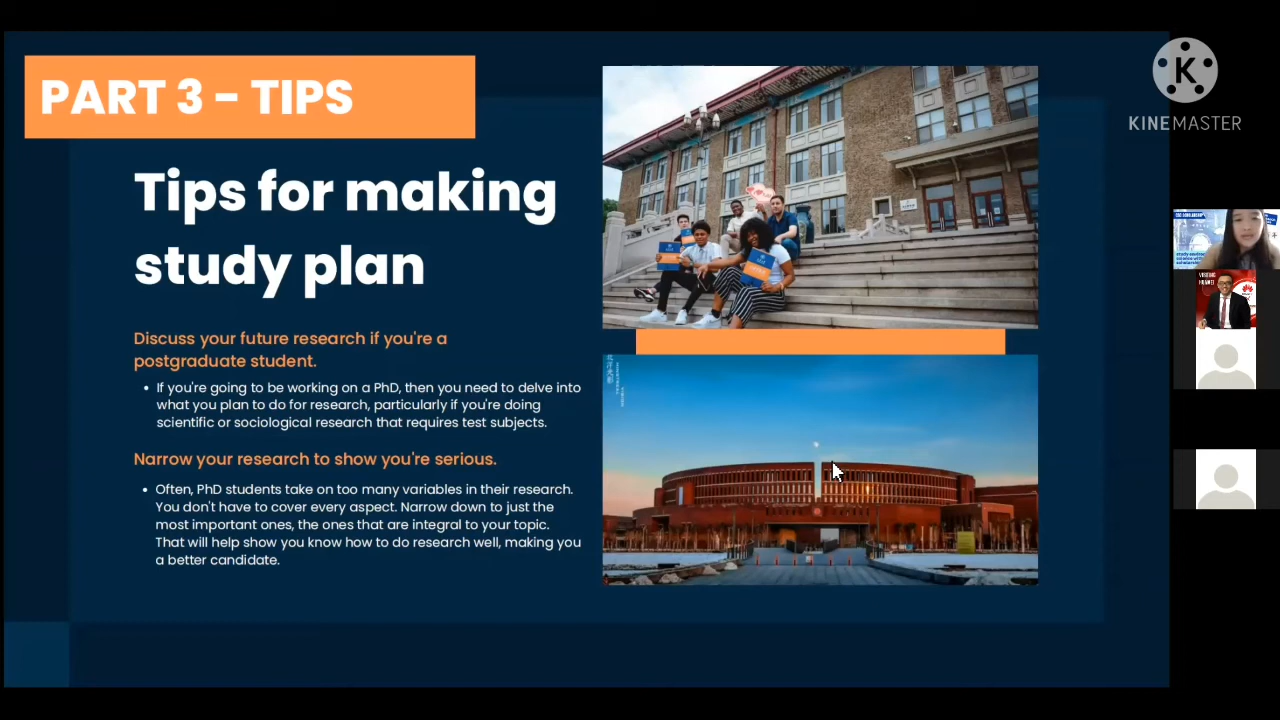 PART 3 - TIPS
Tips for making
study plan
Discuss your future research if you're a
postgraduate student.
• If you're going to be working on a PhD, then you need to delve into
what you plan to do for research, particularly if you're doing
scientific or sociological research that requires test subjects.
Narrow your research to show you're serious.
• Often, PhD students take on too many variables in their research.
You don't have to cover every aspect. Narrow down to just the
most important ones, the ones that are integral to your topic.
That will help show you know how to do research well, making you
a better candidate.
K
KINEMASTER
CSC SCHOLARSHIP
VISITING
HUAWEI